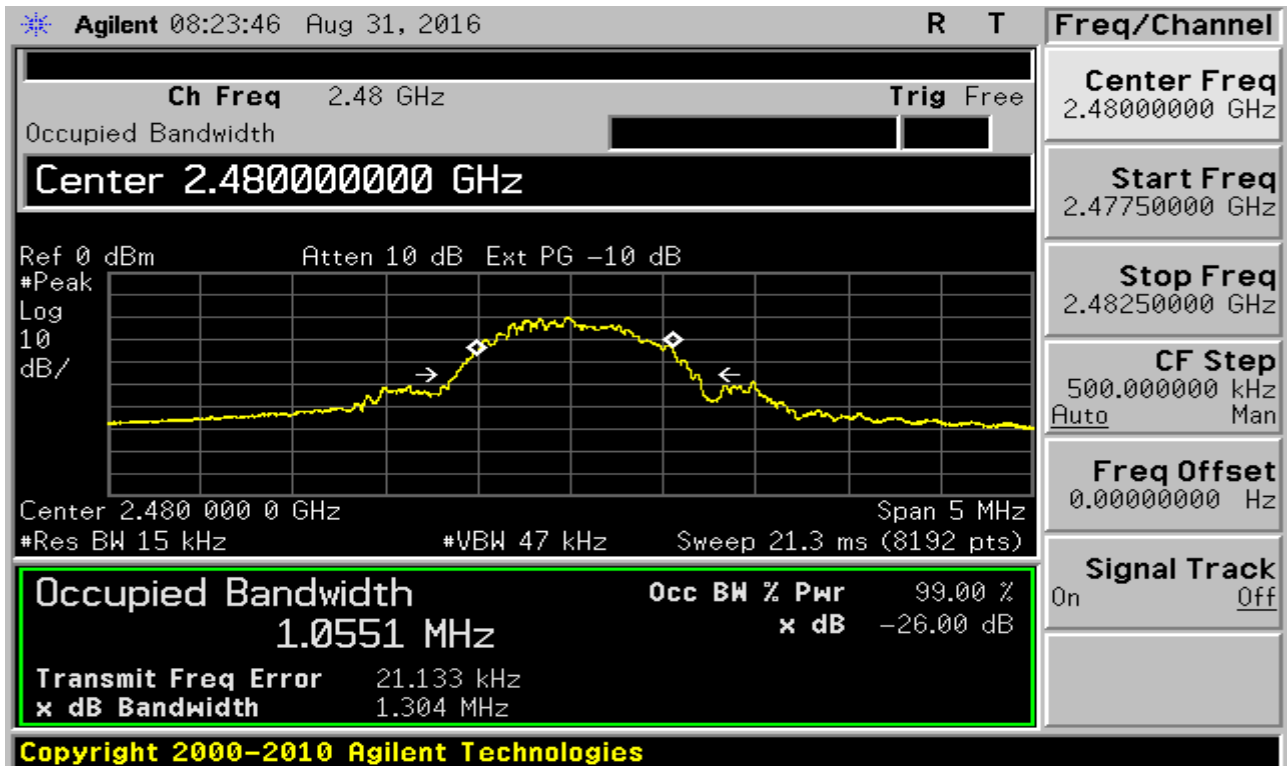 Agilent 08:23:46 Aug 31, 2016 R T
Freq/Channel
Ch Freq 2.48 GHz Trig Free
Occupied Bandwidth
Center 2.480000000 GHz
Ref 0 dBm Atten 10 dB Ext PG -10 dB
#Peak
Log
10
dB/
Center 2.480 000 0 GHz Span 5 MHz
#Res BW 15 kHz #VBW 47 kHz Sweep 21.3 ms (8192 pts)
Occupied Bandwidth Occ BW % Pwr 99.00 %
1.0551 MHz x dB -26.00 dB
Transmit Freq Error 21.133 kHz
x dB Bandwidth 1.304 MHz
Center Freq
2.48000000 GHz
Start Freq
2.47750000 GHz
Stop Freq
2.48250000 GHz
CF Step
500.000000 kHz
Auto Man
Freq Offset
0.00000000 Hz
Signal Track
On Off
Copyright 2000-2010 Agilent Technologies